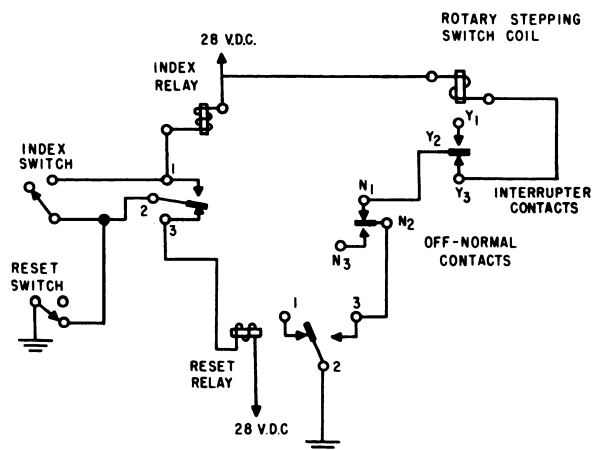 ROTARY STEPPING
SWITCH COIL
28 V.D.C.
INDEX
RELAY
Y1
Y2
Y3
INTERRUPTER
CONTACTS
INDEX
SWITCH
1
2
3
N1
N2
N3
OFF-NORMAL
CONTACTS
RESET
SWITCH
1
3
2
RESET
RELAY
28 V.D.C